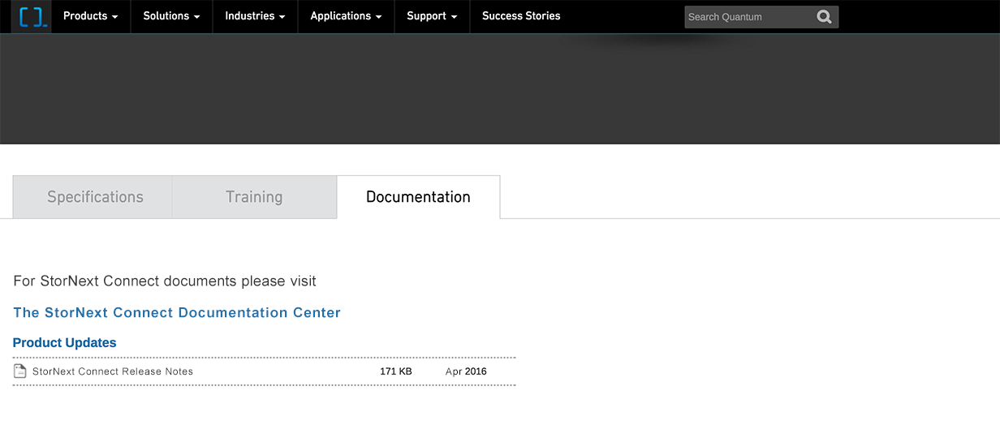 Products Solutions Industries Applications Support Success Stories Search Quantum
Specifications Training Documentation
For StorNext Connect documents please visit
The StorNext Connect Documentation Center
Product Updates
StorNext Connect Release Notes 171 KB Apr 2016